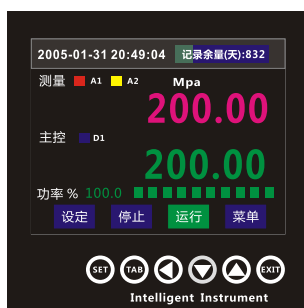 2005-01-31 20:49:04 记录余量(天):832
测量 A1 A2 Mpa
200.00
主控 D1
200.00
功率% 100.0
设定 停止 运行 菜单
SET TAB EXIT
Intelligent Instrument